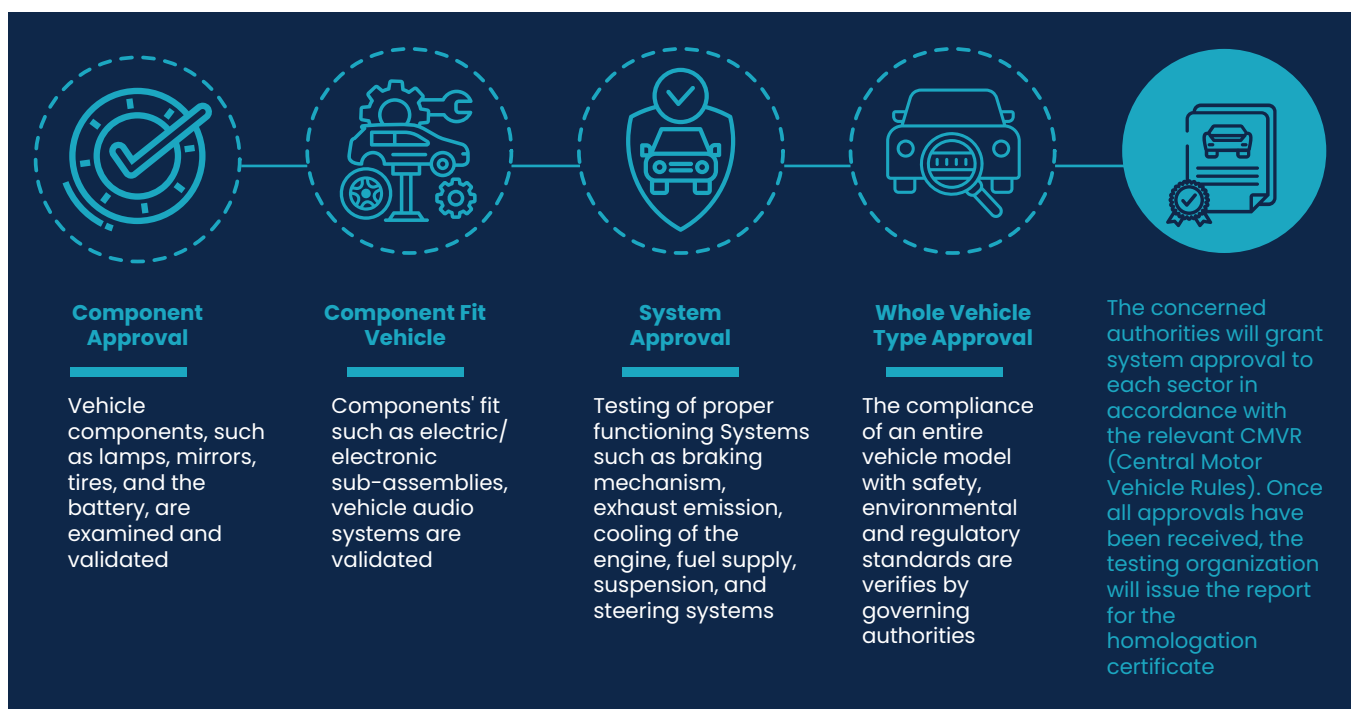 Component
Approval
Vehicle
components, such
as lamps, mirrors,
tires, and the
battery, are
examined and
validated
Component Fit
Vehicle
Components' fit
such as electric/
electronic
sub-assemblies,
vehicle audio
systems are
validated
System
Approval
Testing of proper
functioning Systems
such as braking
mechanism,
exhaust emission,
cooling of the
engine, fuel supply,
suspension, and
steering systems
Whole Vehicle
Type Approval
The compliance
of an entire
vehicle model
with safety,
environmental
and regulatory
standards are
verifies by
governing
authorities
The concerned
authorities will grant
system approval to
each sector in
accordance with
the relevant CMVR
(Central Motor
Vehicle Rules). Once
all approvals have
been received, the
testing organization
will issue the report
for the
homologation
certificate